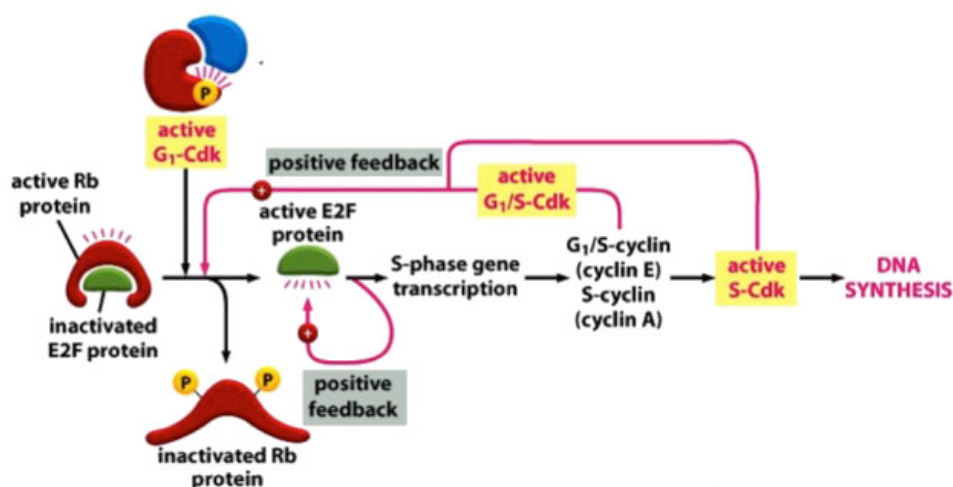 P
active
G1-Cdk
positive feedback
active
G1/S-Cdk
active Rb
protein
+
active E2F
protein
S-phase gene
transcription
G1/S-cyclin
(cyclin E)
S-cyclin
(cyclin A)
active
S-Cdk
DNA
SYNTHESIS
inactivated
E2F protein
+
positive
feedback
P
P
inactivated Rb
protein